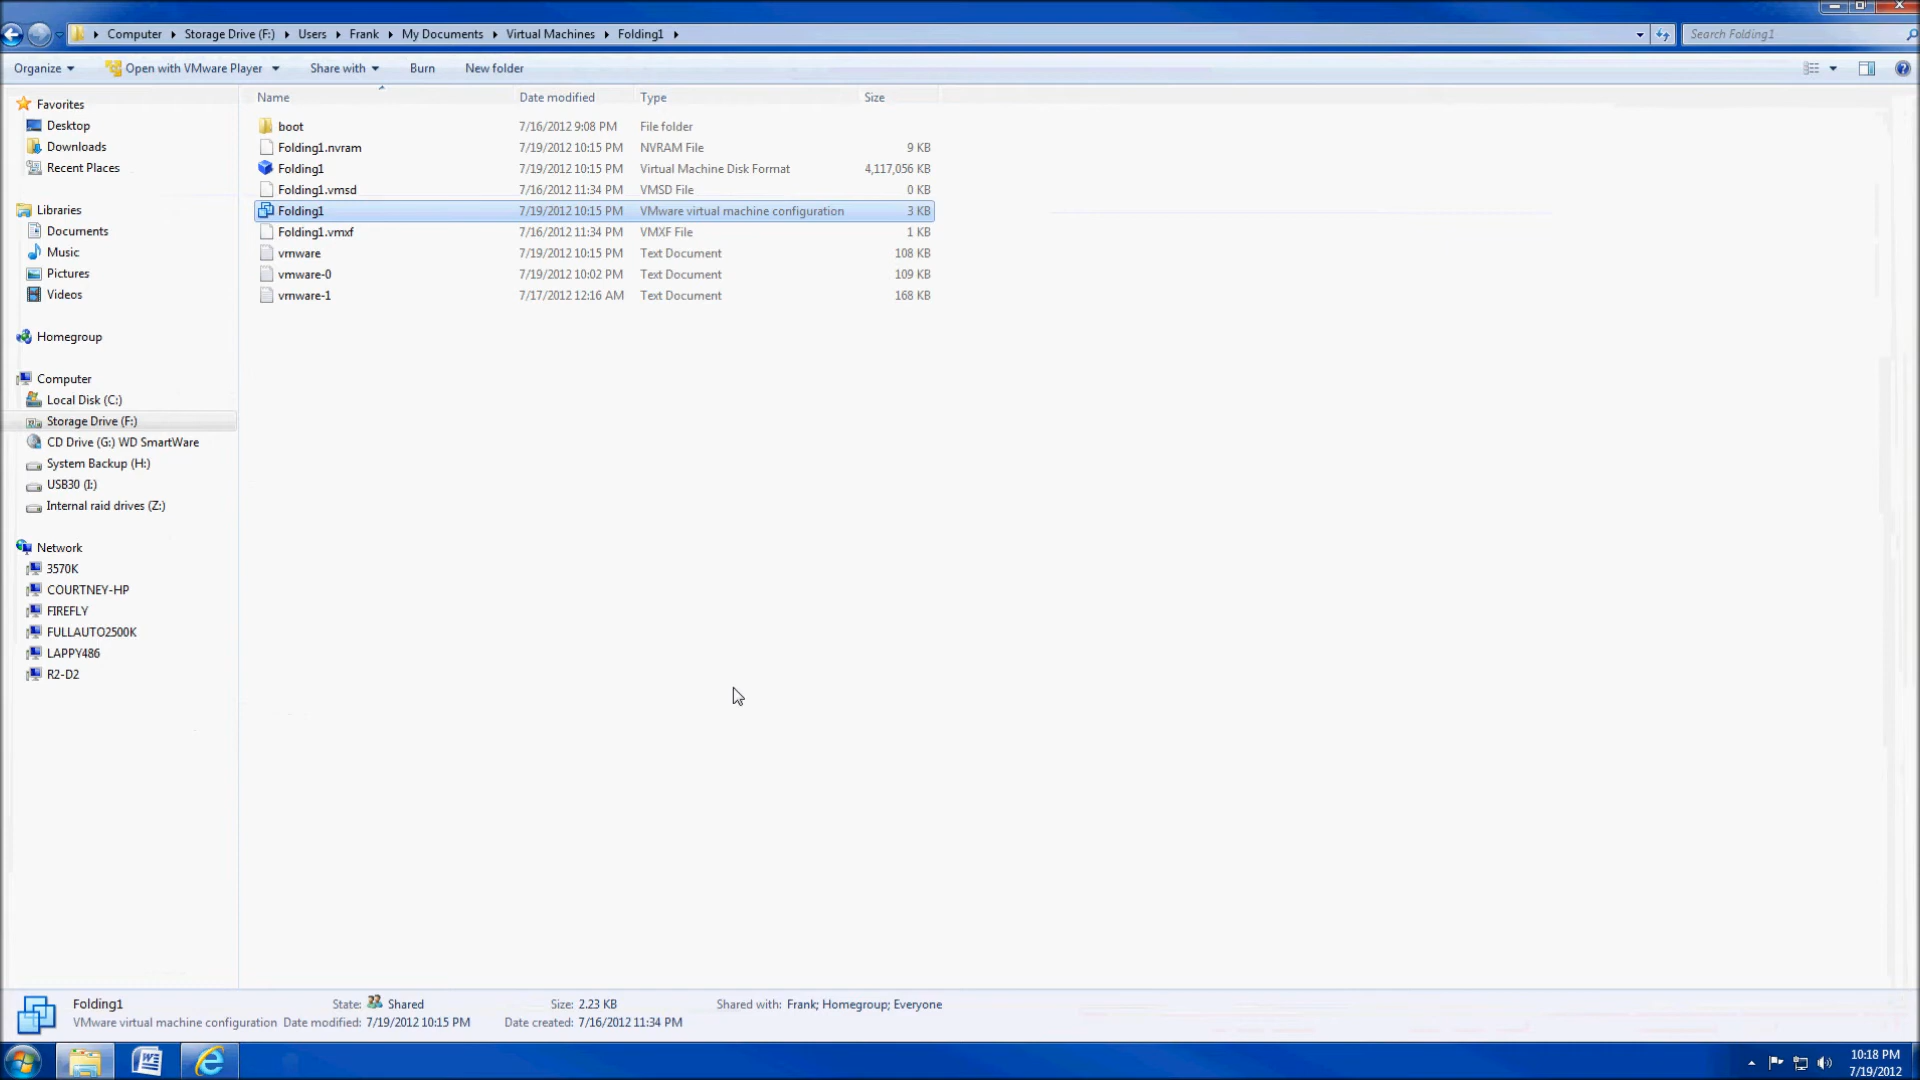 Computer Storage Drive (F:) Users Frank My Documents Virtual Machines Folding1 Search Folding1
Organize Open with VMware Player Share with Burn New folder
Name Date modified Type Size
boot 7/16/2012 9:08 PM File folder
Folding1.nvram 7/19/2012 10:15 PM NVRAM File 9 KB
Folding1 7/19/2012 10:15 PM Virtual Machine Disk Format 4,117,056 KB
Folding1.vmsd 7/16/2012 11:34 PM VMSD File 0 KB
Folding1 7/19/2012 10:15 PM VMware virtual machine configuration 3 KB
Folding1.vmxf 7/16/2012 11:34 PM VMXF File 1 KB
vmware 7/19/2012 10:15 PM Text Document 108 KB
vmware-0 7/19/2012 10:02 PM Text Document 109 KB
vmware-1 7/17/2012 12:16 AM Text Document 168 KB
Favorites
Desktop
Downloads
Recent Places
Libraries
Documents
Music
Pictures
Videos
Homegroup
Computer
Local Disk (C:)
Storage Drive (F:)
CD Drive (G:) WD SmartWare
System Backup (H:)
USB30 (I:)
Internal raid drives (Z:)
Network
3570K
COURTNEY-HP
FIREFLY
FULLAUTO2500K
LAPPY486
R2-D2
Folding1 State: Shared Size: 2.23 KB Shared with: Frank; Homegroup; Everyone
VMware virtual machine configuration Date modified: 7/19/2012 10:15 PM Date created: 7/16/2012 11:34 PM
10:18 PM
7/19/2012